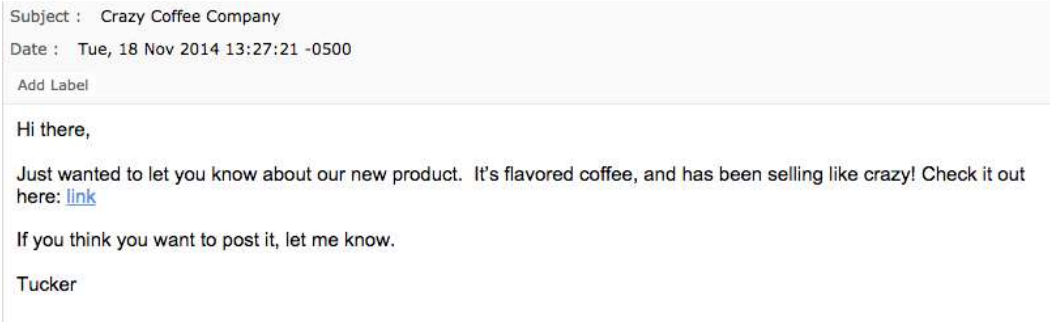 Subject : Crazy Coffee Company
Date : Tue, 18 Nov 2014 13:27:21 -0500
Add Label
Hi there,
Just wanted to let you know about our new product.  It's flavored coffee, and has been selling like crazy! Check it out
here: link
If you think you want to post it, let me know.
Tucker